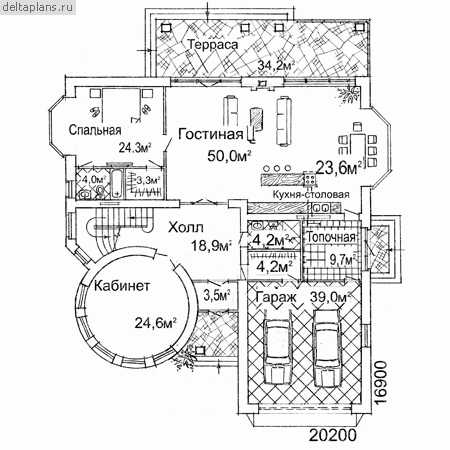 deltaplans.ru
Терраса
34,2м²
Спальная
24.3м²
Гостиная
50,0м²
23,6м²
4,0м²
3,3м²
Кухня-столовая
Холл
18,9м²
4,2м²
Топочная
9,7м²
4,2м²
Кабинет
24,6м²
3,5м²
Гараж 39,0м²
16900
20200